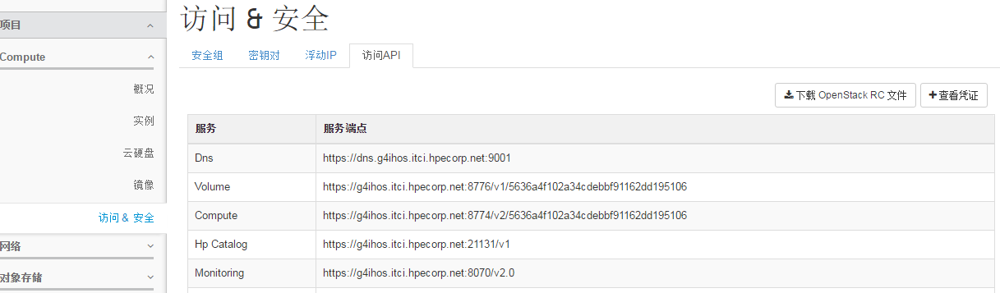 项目
Compute
概况
实例
云硬盘
镜像
访问 & 安全
网络
对象存储
访问 & 安全
安全组 密钥对 浮动IP 访问API
下载 OpenStack RC 文件 查看凭证
服务 服务端点
Dns https://dns.g4ihos.itci.hpecorp.net:9001
Volume https://g4ihos.itci.hpecorp.net:8776/v1/5636a4f102a34cdebbf91162dd195106
Compute https://g4ihos.itci.hpecorp.net:8774/v2/5636a4f102a34cdebbf91162dd195106
Hp Catalog https://g4ihos.itci.hpecorp.net:21131/v1
Monitoring https://g4ihos.itci.hpecorp.net:8070/v2.0